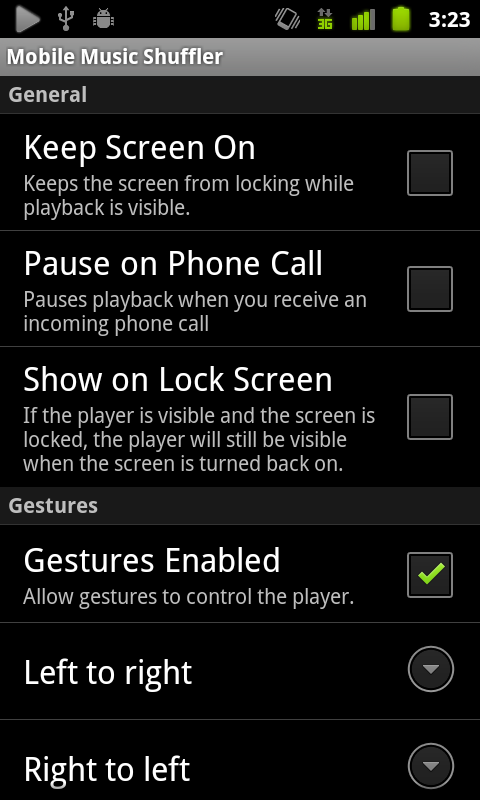 3G
3:23
Mobile Music Shuffler
General
Keep Screen On
Keeps the screen from locking while
playback is visible.
Pause on Phone Call
Pauses playback when you receive an
incoming phone call
Show on Lock Screen
If the player is visible and the screen is
locked, the player will still be visible
when the screen is turned back on.
Gestures
Gestures Enabled
Allow gestures to control the player.
Left to right
Right to left